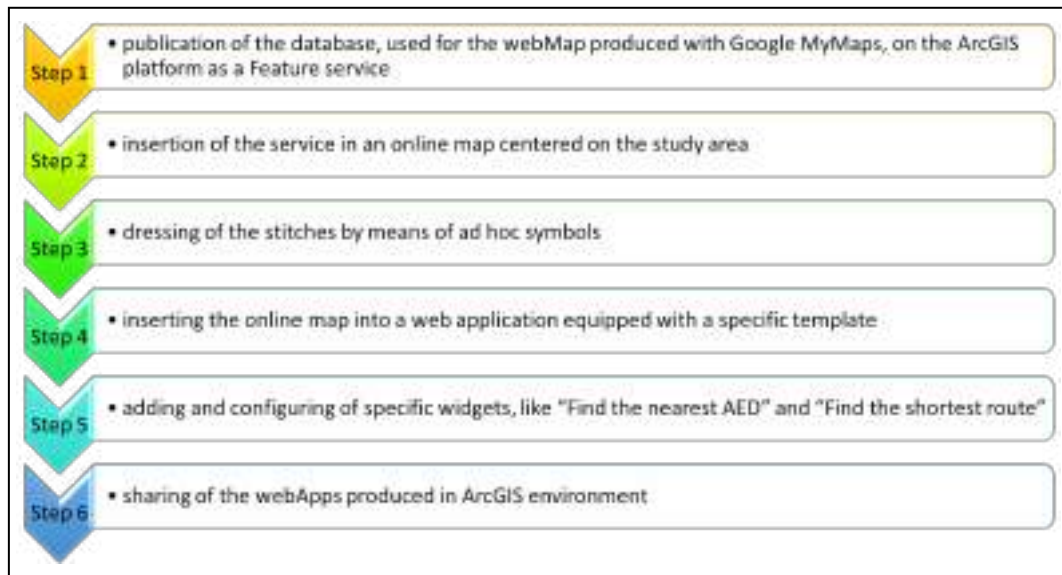 Step 1
• publication of the database, used for the webMap produced with Google MyMaps, on the ArcGIS
platform as a Feature service
Step 2
• insertion of the service in an online map centered on the study area
Step 3
• dressing of the stitches by means of ad hoc symbols
Step 4
• inserting the online map into a web application equipped with a specific template
Step 5
• adding and configuring of specific widgets, like “Find the nearest AED” and “Find the shortest route”
Step 6
• sharing of the webApps produced in ArcGIS environment